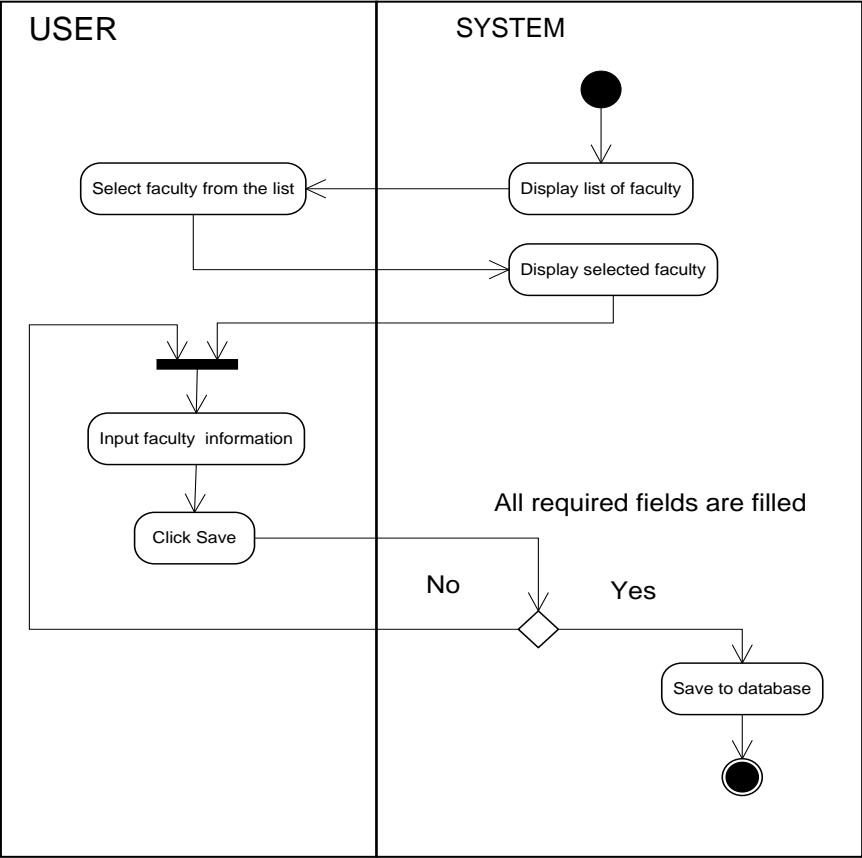 USER
SYSTEM
Select faculty from the list
Display list of faculty
Display selected faculty
Input faculty  information
All required fields are filled
Click Save
No
Yes
Save to database